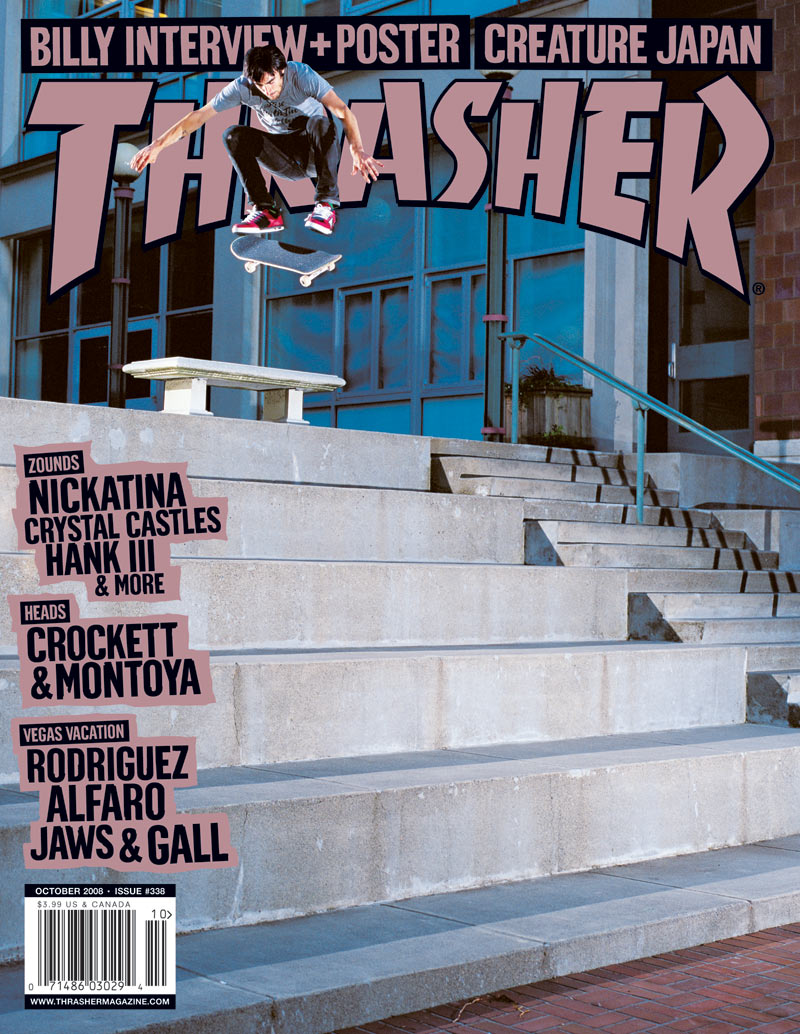 BILLY INTERVIEW+POSTER CREATURE JAPAN
THRASHER®
ZOUNDS
NICKATINA
CRYSTAL CASTLES
HANK III
& MORE
HEADS
CROCKETT
& MONTOYA
VEGAS VACATION
RODRIGUEZ
ALFARO
JAWS & GALL
OCTOBER 2008 • ISSUE #338
$3.99 US & CANADA
10>
0 71486 03029 4
WWW.THRASHERMAGAZINE.COM